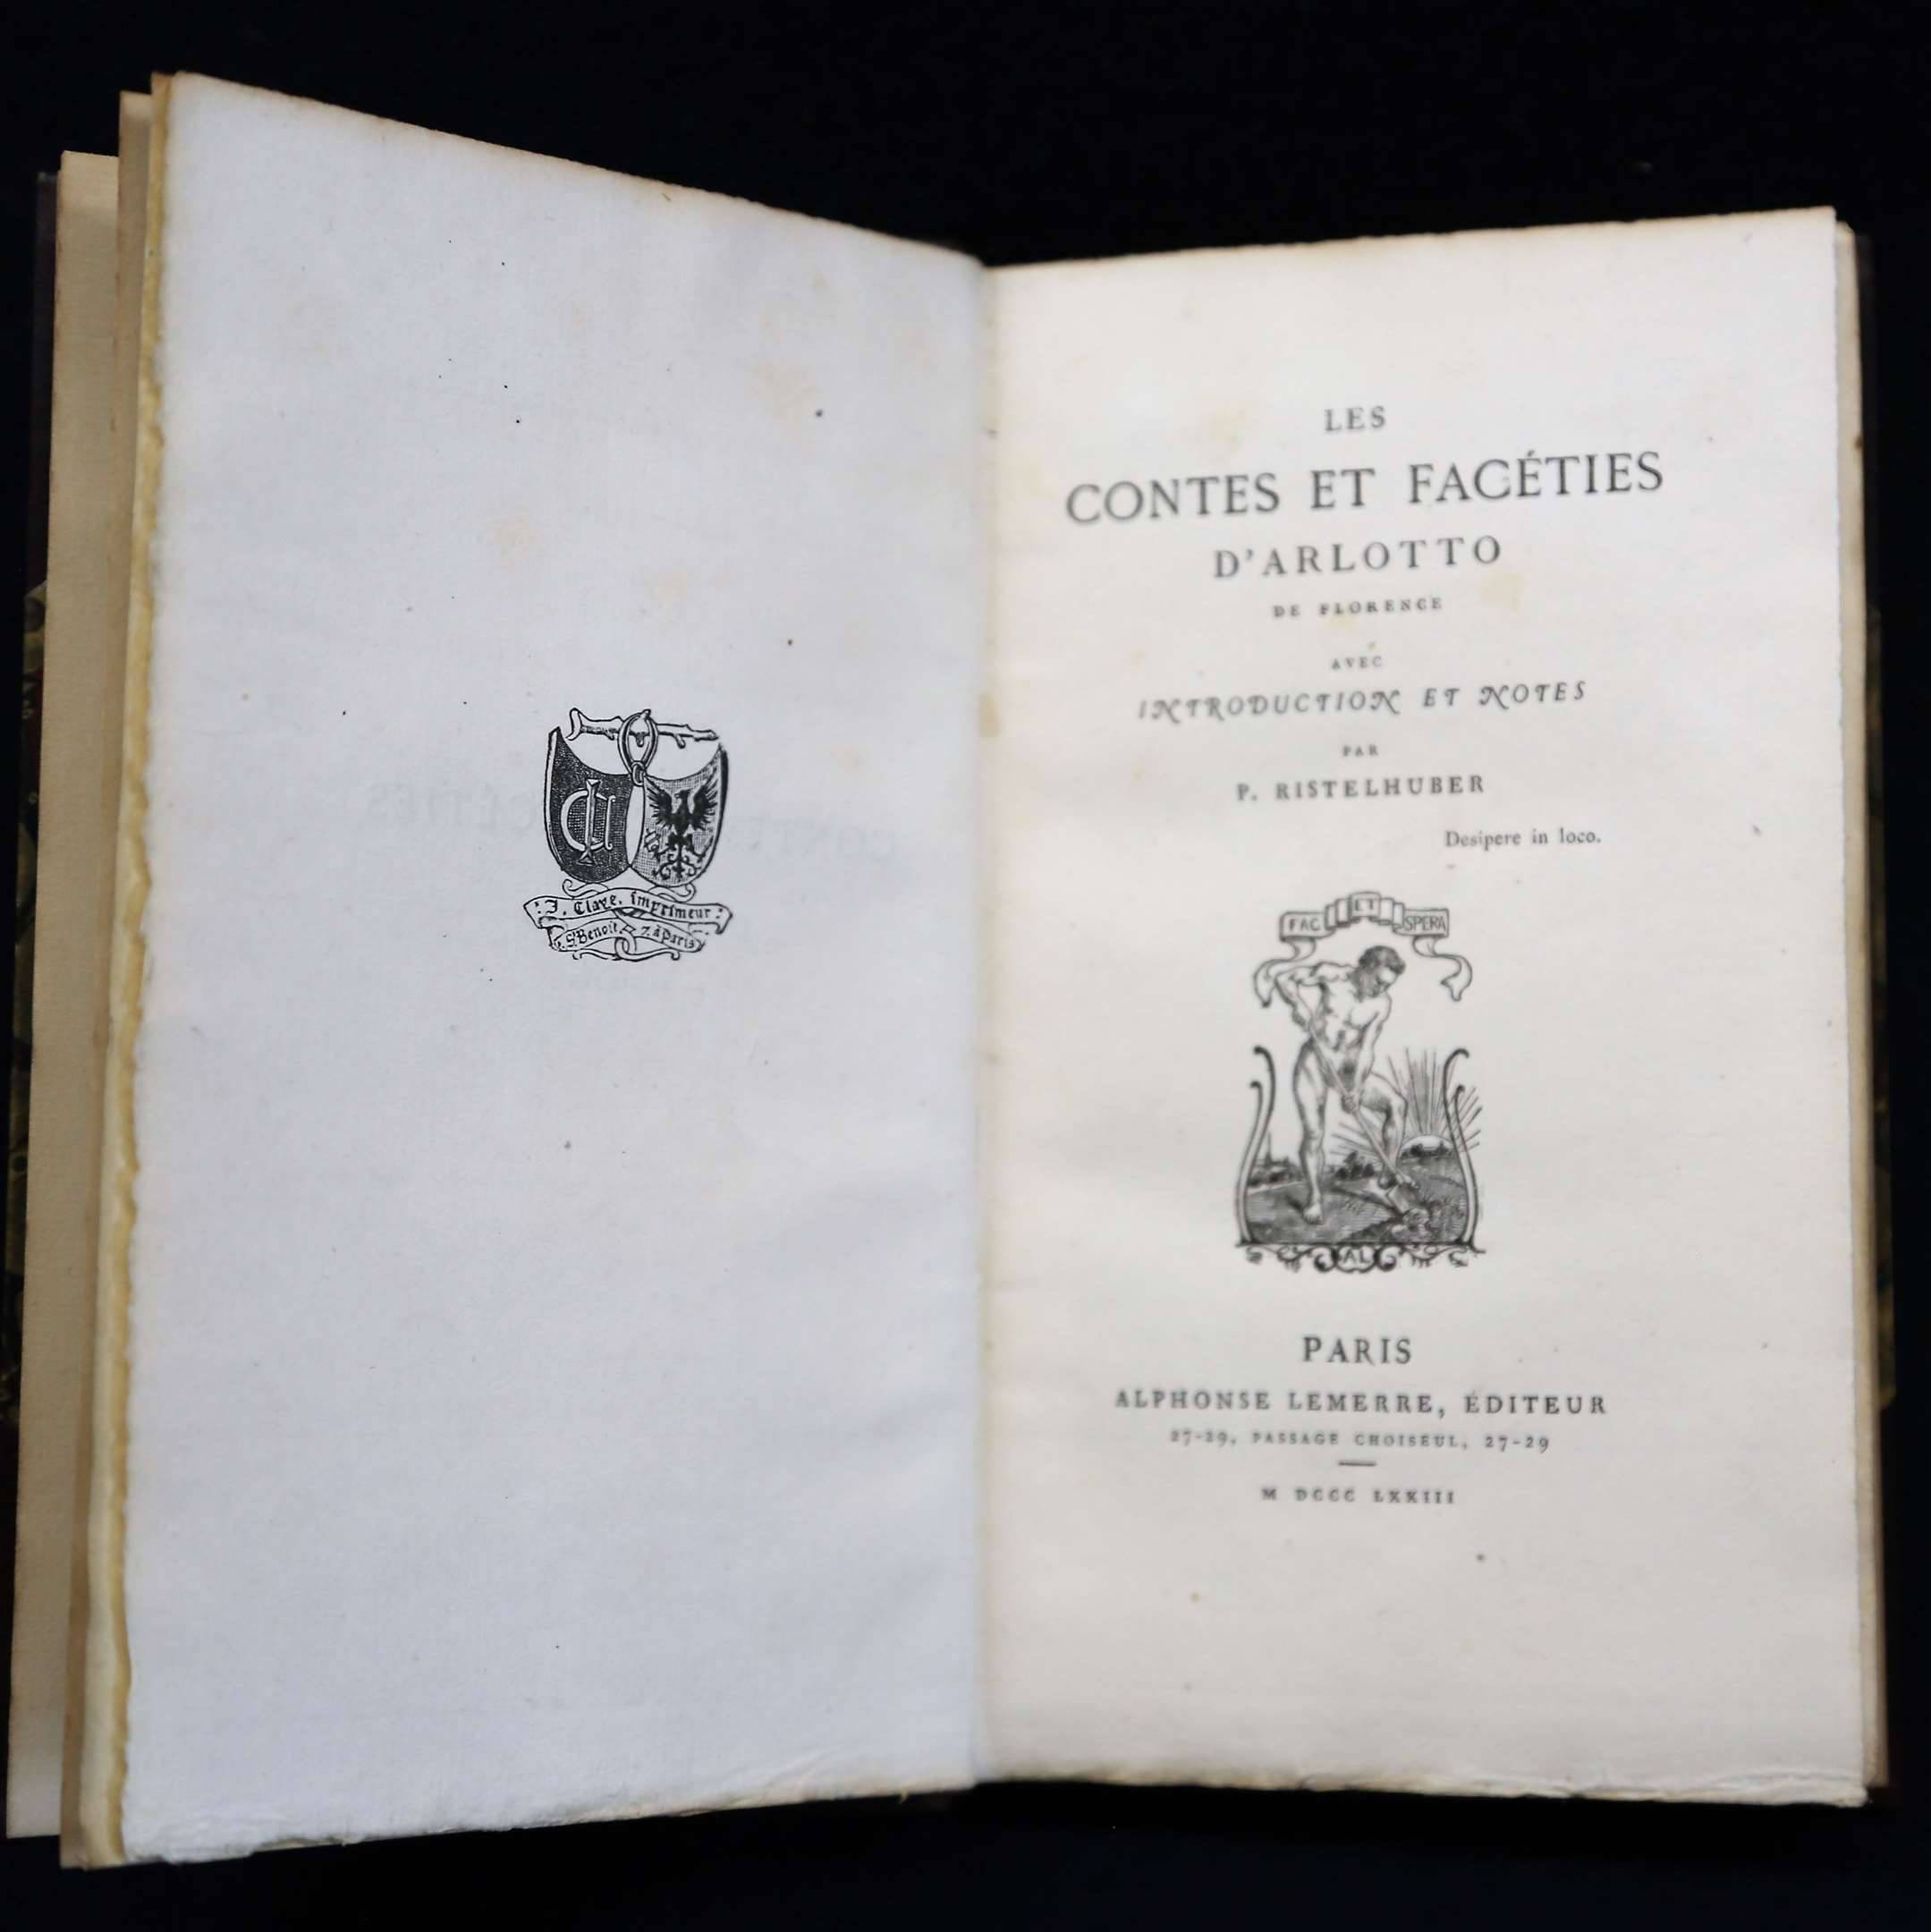 J. Claye, imprimeur
St Benoit 7 à Paris
LES
CONTES ET FACÉTIES
D'ARLOTTO
DE FLORENCE
AVEC
INTRODUCTION ET NOTES
PAR
P. RISTELHUBER
Desipere in loco.
FAC ET SPERA
AL
PARIS
ALPHONSE LEMERRE, ÉDITEUR
27-29, PASSAGE CHOISEUL, 27-29
M DCCC LXXIII